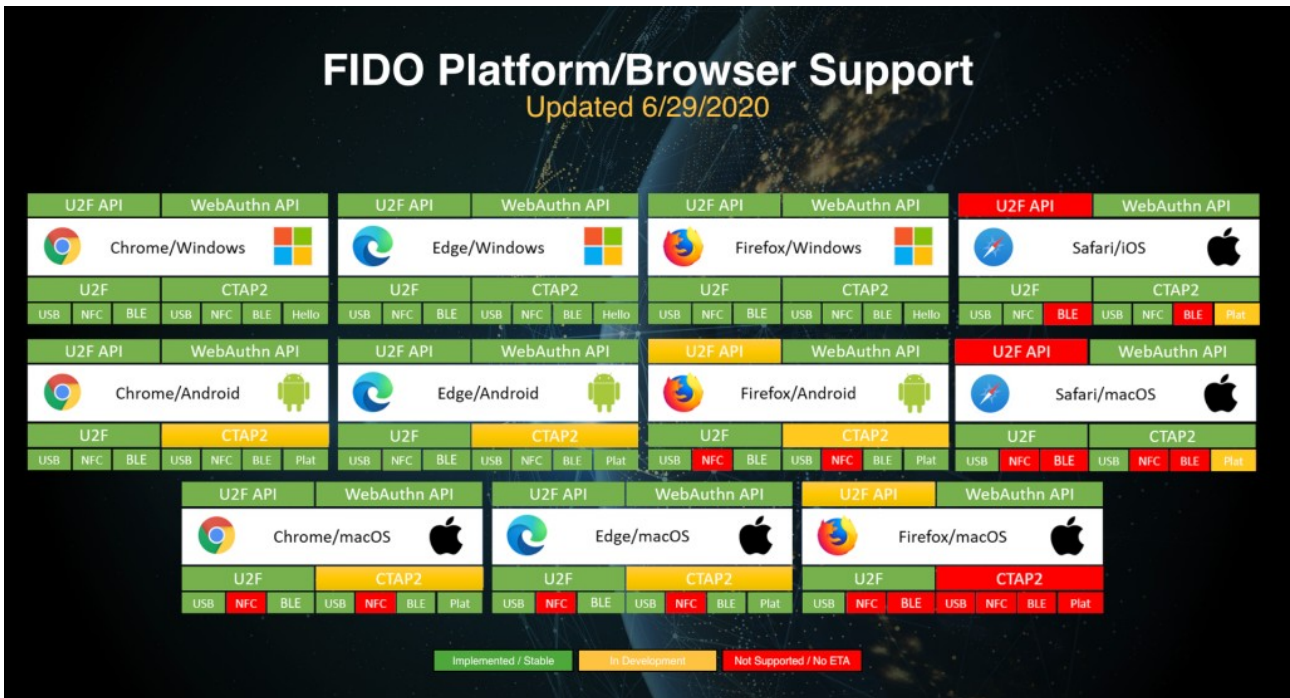 FIDO Platform/Browser Support
Updated 6/29/2020
U2F API WebAuthn API U2F API WebAuthn API U2F API WebAuthn API U2F API WebAuthn API
Chrome/Windows Edge/Windows Firefox/Windows Safari/iOS
U2F CTAP2 U2F CTAP2 U2F CTAP2 U2F CTAP2
USB NFC BLE USB NFC BLE Hello USB NFC BLE USB NFC BLE Hello USB NFC BLE USB NFC BLE Hello USB NFC BLE USB NFC BLE Plat
U2F API WebAuthn API U2F API WebAuthn API U2F API WebAuthn API U2F API WebAuthn API
Chrome/Android Edge/Android Firefox/Android Safari/macOS
U2F CTAP2 U2F CTAP2 U2F CTAP2 U2F CTAP2
USB NFC BLE USB NFC BLE Plat USB NFC BLE USB NFC BLE Plat USB NFC BLE USB NFC BLE Plat USB NFC BLE USB NFC BLE Plat
U2F API WebAuthn API U2F API WebAuthn API U2F API WebAuthn API
Chrome/macOS Edge/macOS Firefox/macOS
U2F CTAP2 U2F CTAP2 U2F CTAP2
USB NFC BLE USB NFC BLE Plat USB NFC BLE USB NFC BLE Plat USB NFC BLE USB NFC BLE Plat
Implemented / Stable In Development Not Supported / No ETA